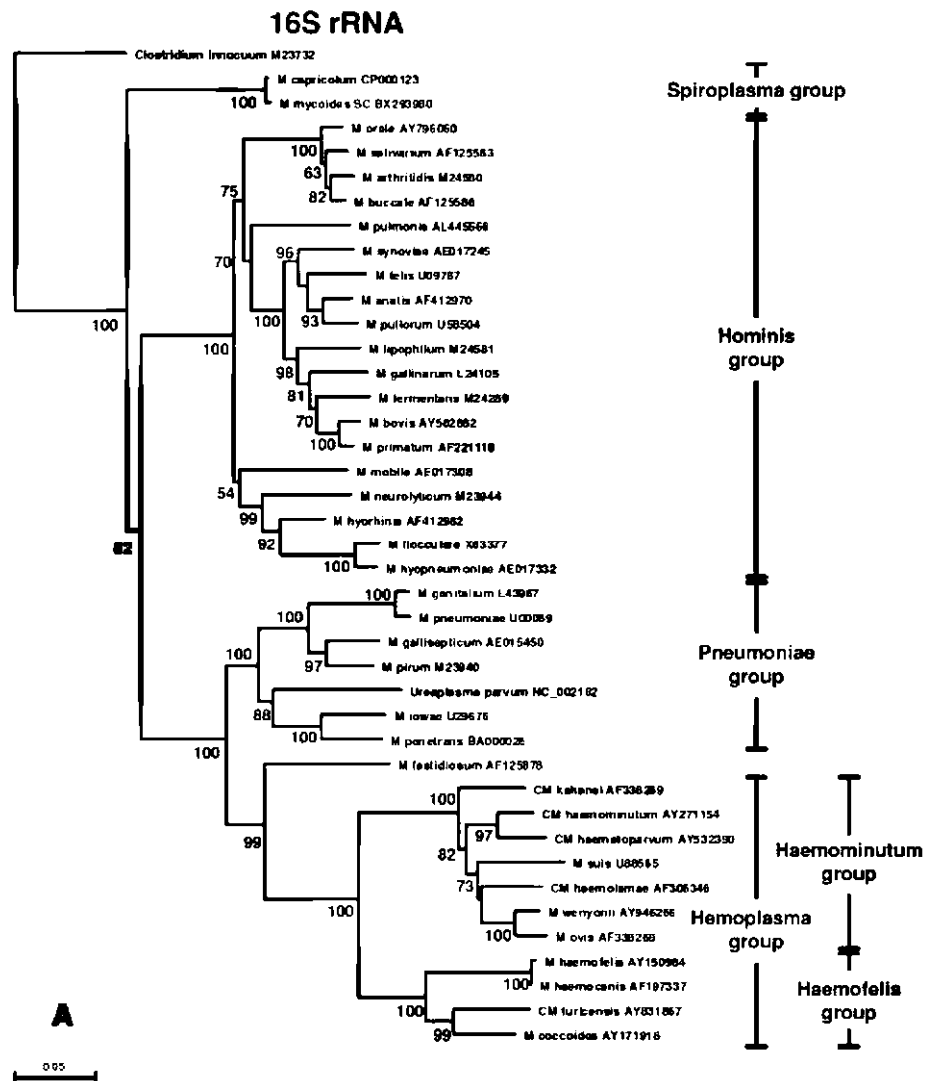 16S rRNA
Clostridium innocuum M23732
M capricolum CP000123
100
M mycoides SC BX293980
Spiroplasma group
M orale AY796060
100
M salivarium AF125583
63
M arthritidis M24580
75
82
M buccale AF125586
M pulmonis AL445566
96
M synoviae AE017245
70
M felis U09787
M anatis AF412970
100
93
M pullorum U58504
100
100
Hominis
group
M lipophilum M24581
98
M gallinarum L24105
81
M fermentans M24289
70
M bovis AY582882
100
M primatum AF221118
M mobile AE017308
54
M neurolyticum M23944
99
M hyorhinis AF412982
92
M flocculare X63377
62
100
M hyopneumoniae AE017332
100
M genitalium L43967
100
M pneumoniae U00089
M gallisepticum AE015450
100
97
M pirum M23940
Pneumoniae
group
Ureaplasma parvum NC_002162
88
M iowae U29676
100
M penetrans BA000026
100
M fastidiosum AF125878
CM kahanei AF338269
100
CM haemominutum AY271154
97
CM haematoparvum AY532390
82
99
M suis U88565
Haemominutum
group
73
CM haemolamae AF306346
M wenyonii AY946266
100
100
M ovis AF338268
Hemoplasma
group
M haemofelis AY150984
100
M haemocanis AF197337
100
CM turicensis AY831867
99
M coccoides AY171918
Haemofelis
group
A
0.05